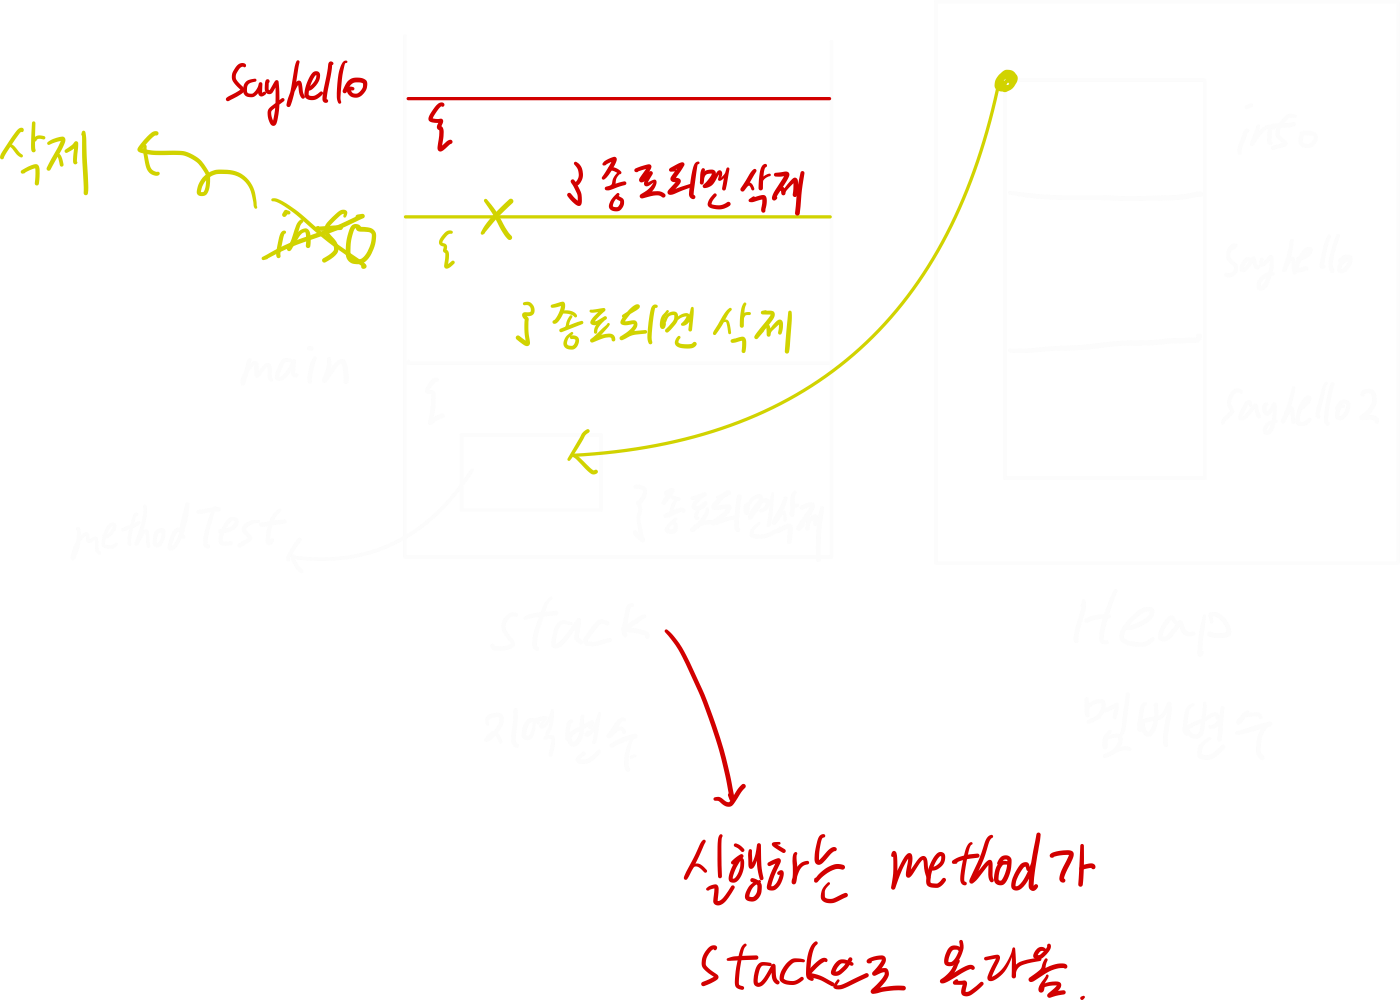 sayhello
{
} 종료되면 삭제
삭제
info
{
} 종료되면 삭제
main
{
} 종료되면삭제
methodTest
info
sayhello
sayhello2
stack
Heap
지역변수
멤버변수
실행하는 method가
stack으로 올라옴.